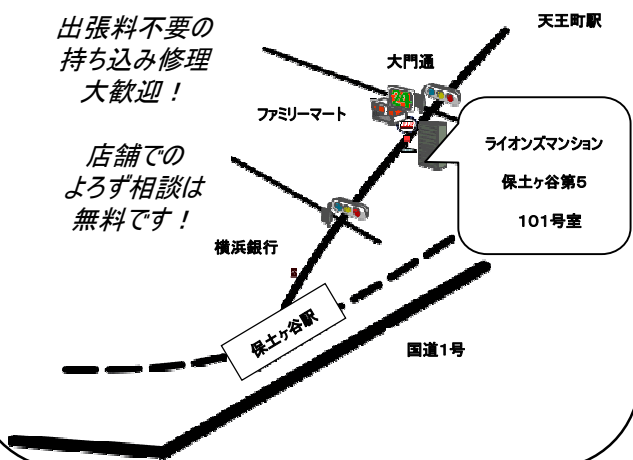 出張料不要の
持ち込み修理
大歓迎！
店舗での
よろず相談は
無料です！
天王町駅
大門通
ファミリーマート
ライオンズマンション
保土ヶ谷第5
101号室
横浜銀行
保土ヶ谷駅
国道1号